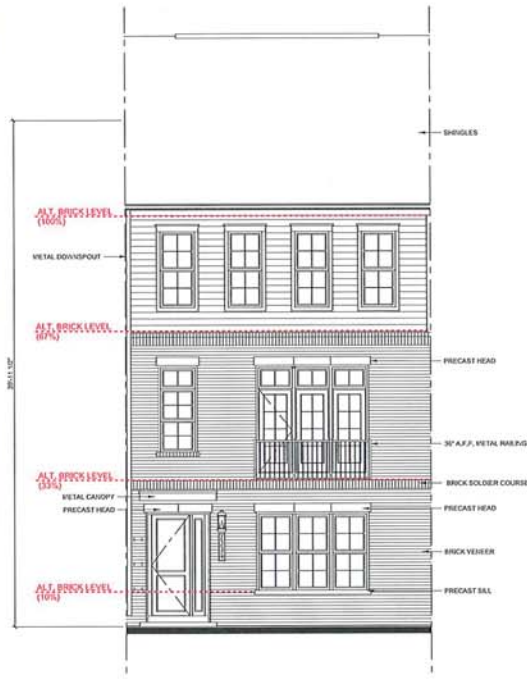 SHINGLES
ALT. BRICK LEVEL
(100%)
METAL DOWNSPOUT
ALT. BRICK LEVEL
(67%)
PRECAST HEAD
36" A.F.F. METAL RAILING
ALT. BRICK LEVEL
(33%)
BRICK SOLDIER COURSE
METAL CANOPY
PRECAST HEAD
PRECAST HEAD
BRICK VENEER
ALT. BRICK LEVEL
(10%)
PRECAST SILL